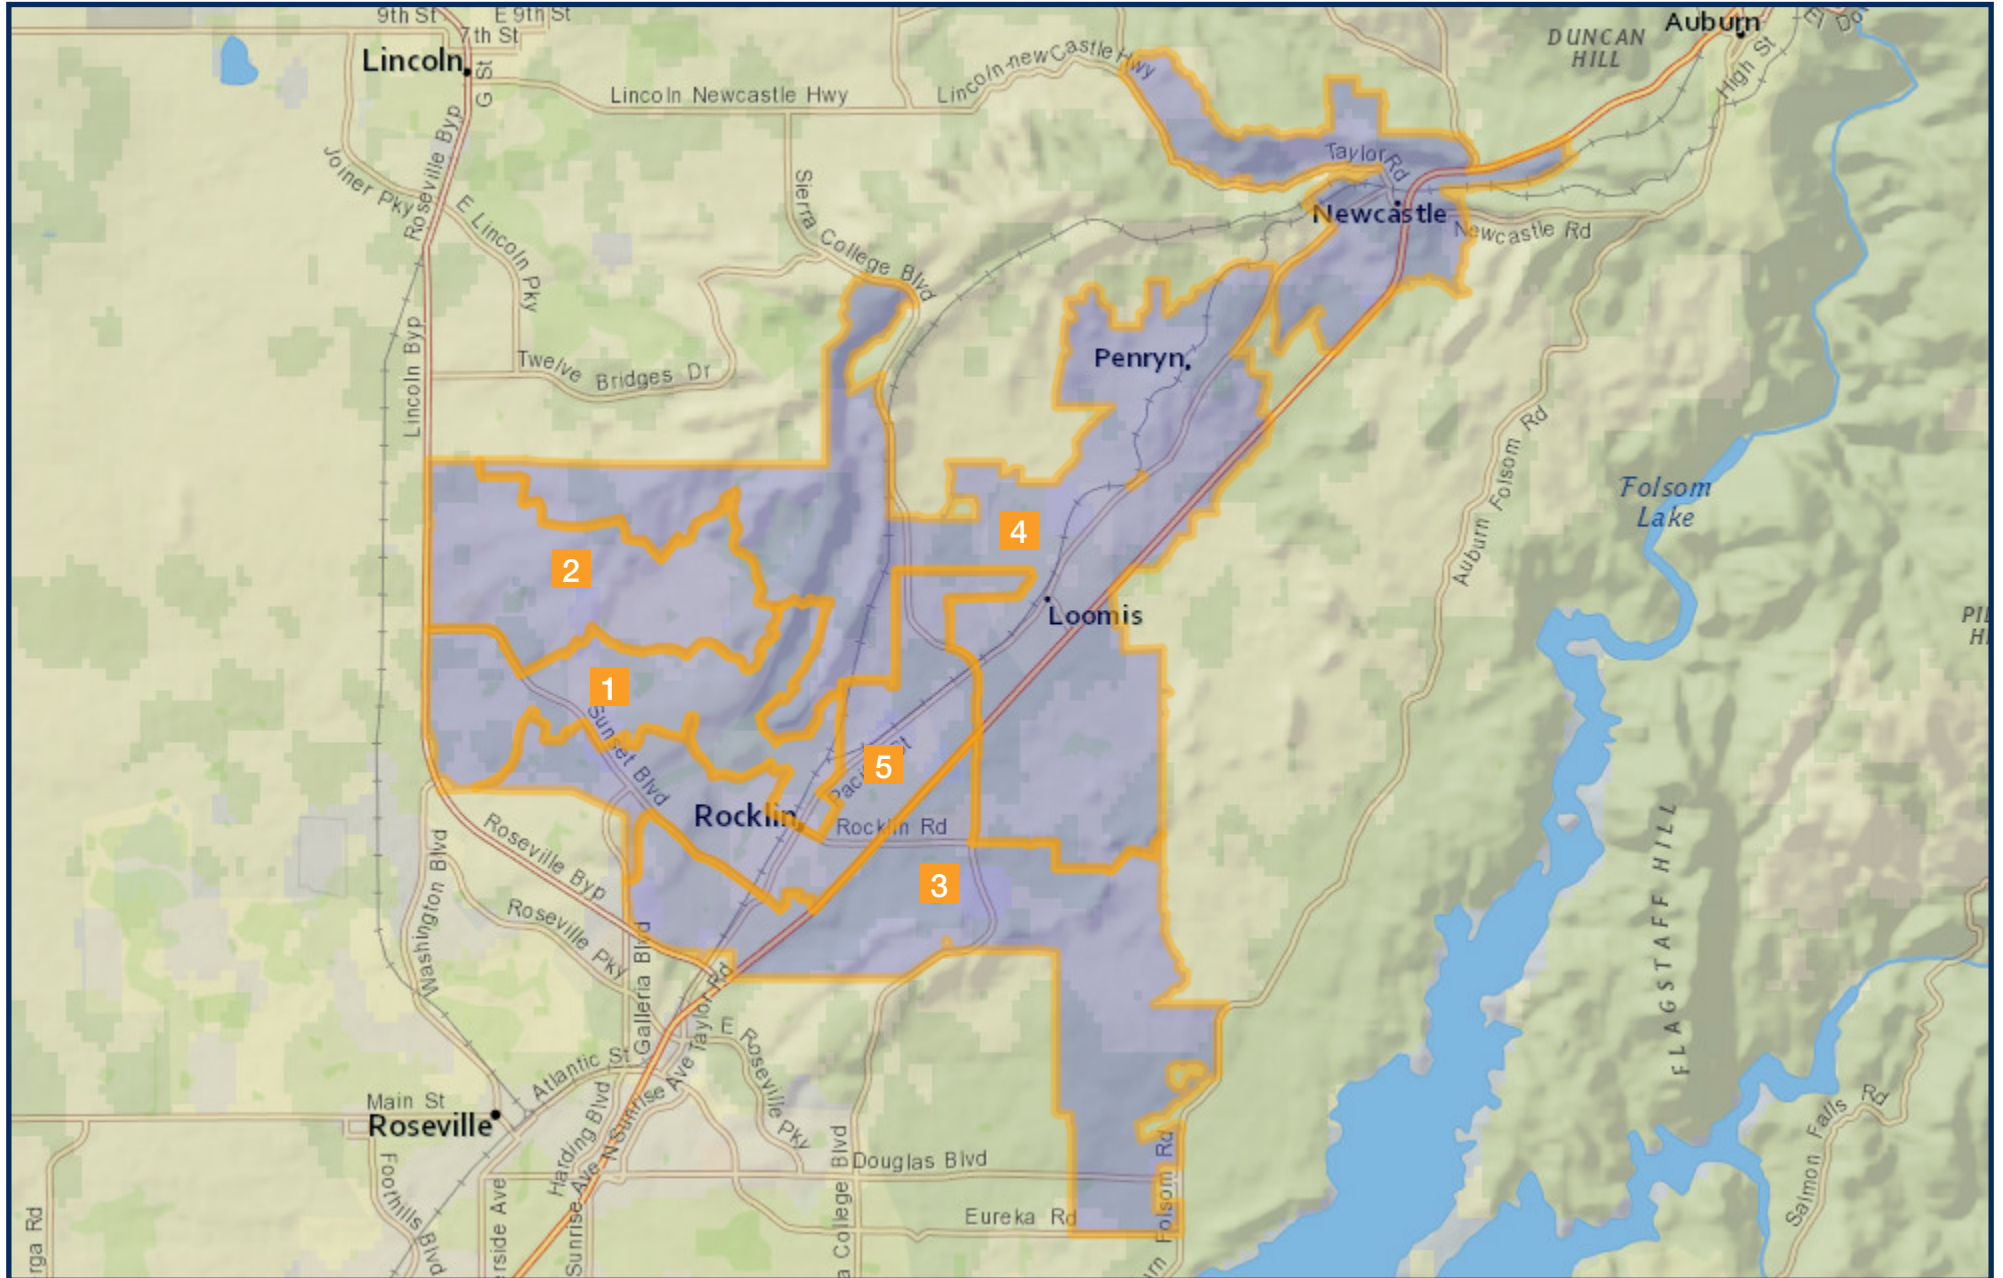 9th St
E 9th St
7th St
Lincoln
G St
Auburn
DUNCAN
HILL
High St
Lincoln-newCastle Hwy
Lincoln Newcastle Hwy
Roseville Byp
Joiner Pky
E Lincoln Pky
Sierra College Blvd
Taylor Rd
Newcastle
Newcastle Rd
Lincoln Byp
Twelve Bridges Dr
Penryn
Auburn Folsom Rd
Folsom
Lake
4
2
Loomis
1
Sunset Blvd
5
Rocklin
Rocklin Rd
3
Roseville Byp
Washington Blvd
Roseville Pky
Galleria Blvd
Taylor Rd
FLAGSTAFF HILL
E Roseville Pky
Atlantic St
Main St
Roseville
Harding Blvd
N Sunrise Ave
Sunrise Ave
Foothills Blvd
Douglas Blvd
Eureka Rd
Folsom Rd
Salmon Falls Rd